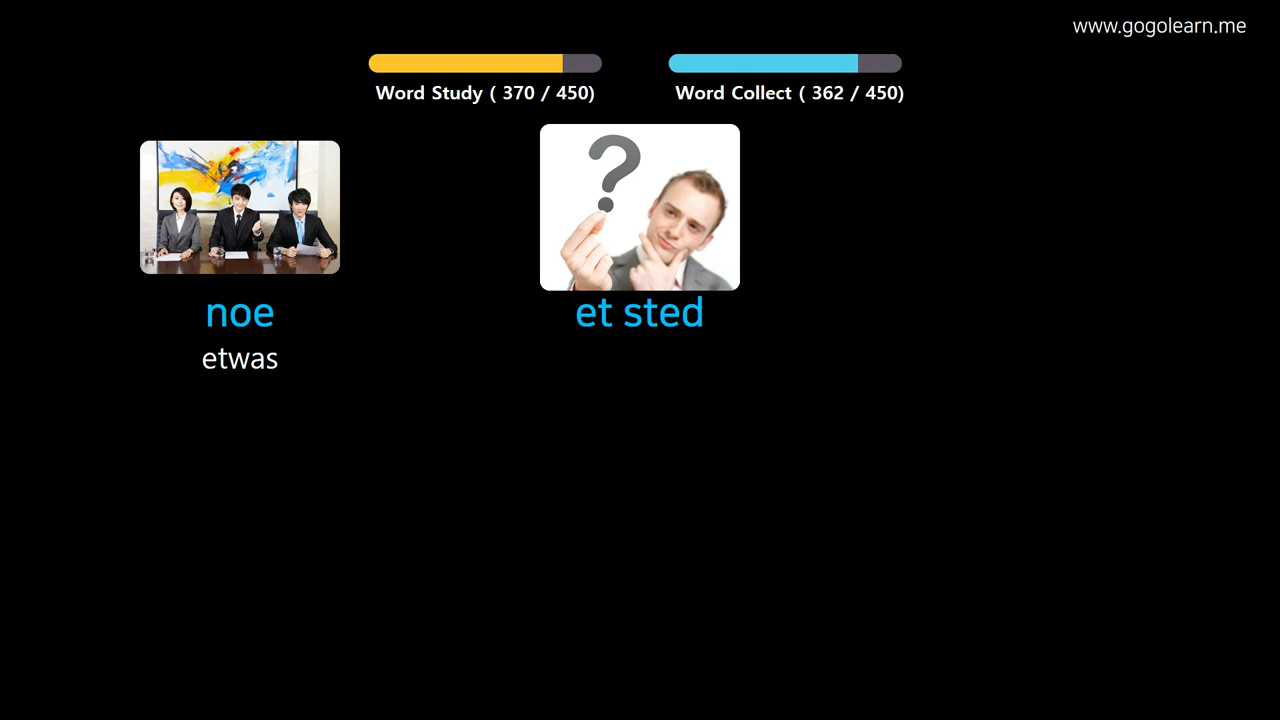 www.gogolearn.me
Word Study ( 370 / 450)
Word Collect ( 362 / 450)
?
noe
et sted
etwas